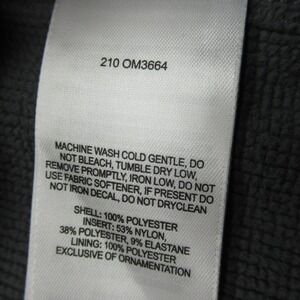 210 OM3664
MACHINE WASH COLD GENTLE, DO
NOT BLEACH, TUMBLE DRY LOW,
REMOVE PROMPTLY, IRON LOW, DO NOT
USE FABRIC SOFTENER, IF PRESENT DO
NOT IRON DECAL, DO NOT DRYCLEAN
SHELL: 100% POLYESTER
INSERT: 53% NYLON,
38% POLYESTER, 9% ELASTANE
LINING: 100% POLYESTER
EXCLUSIVE OF ORNAMENTATION